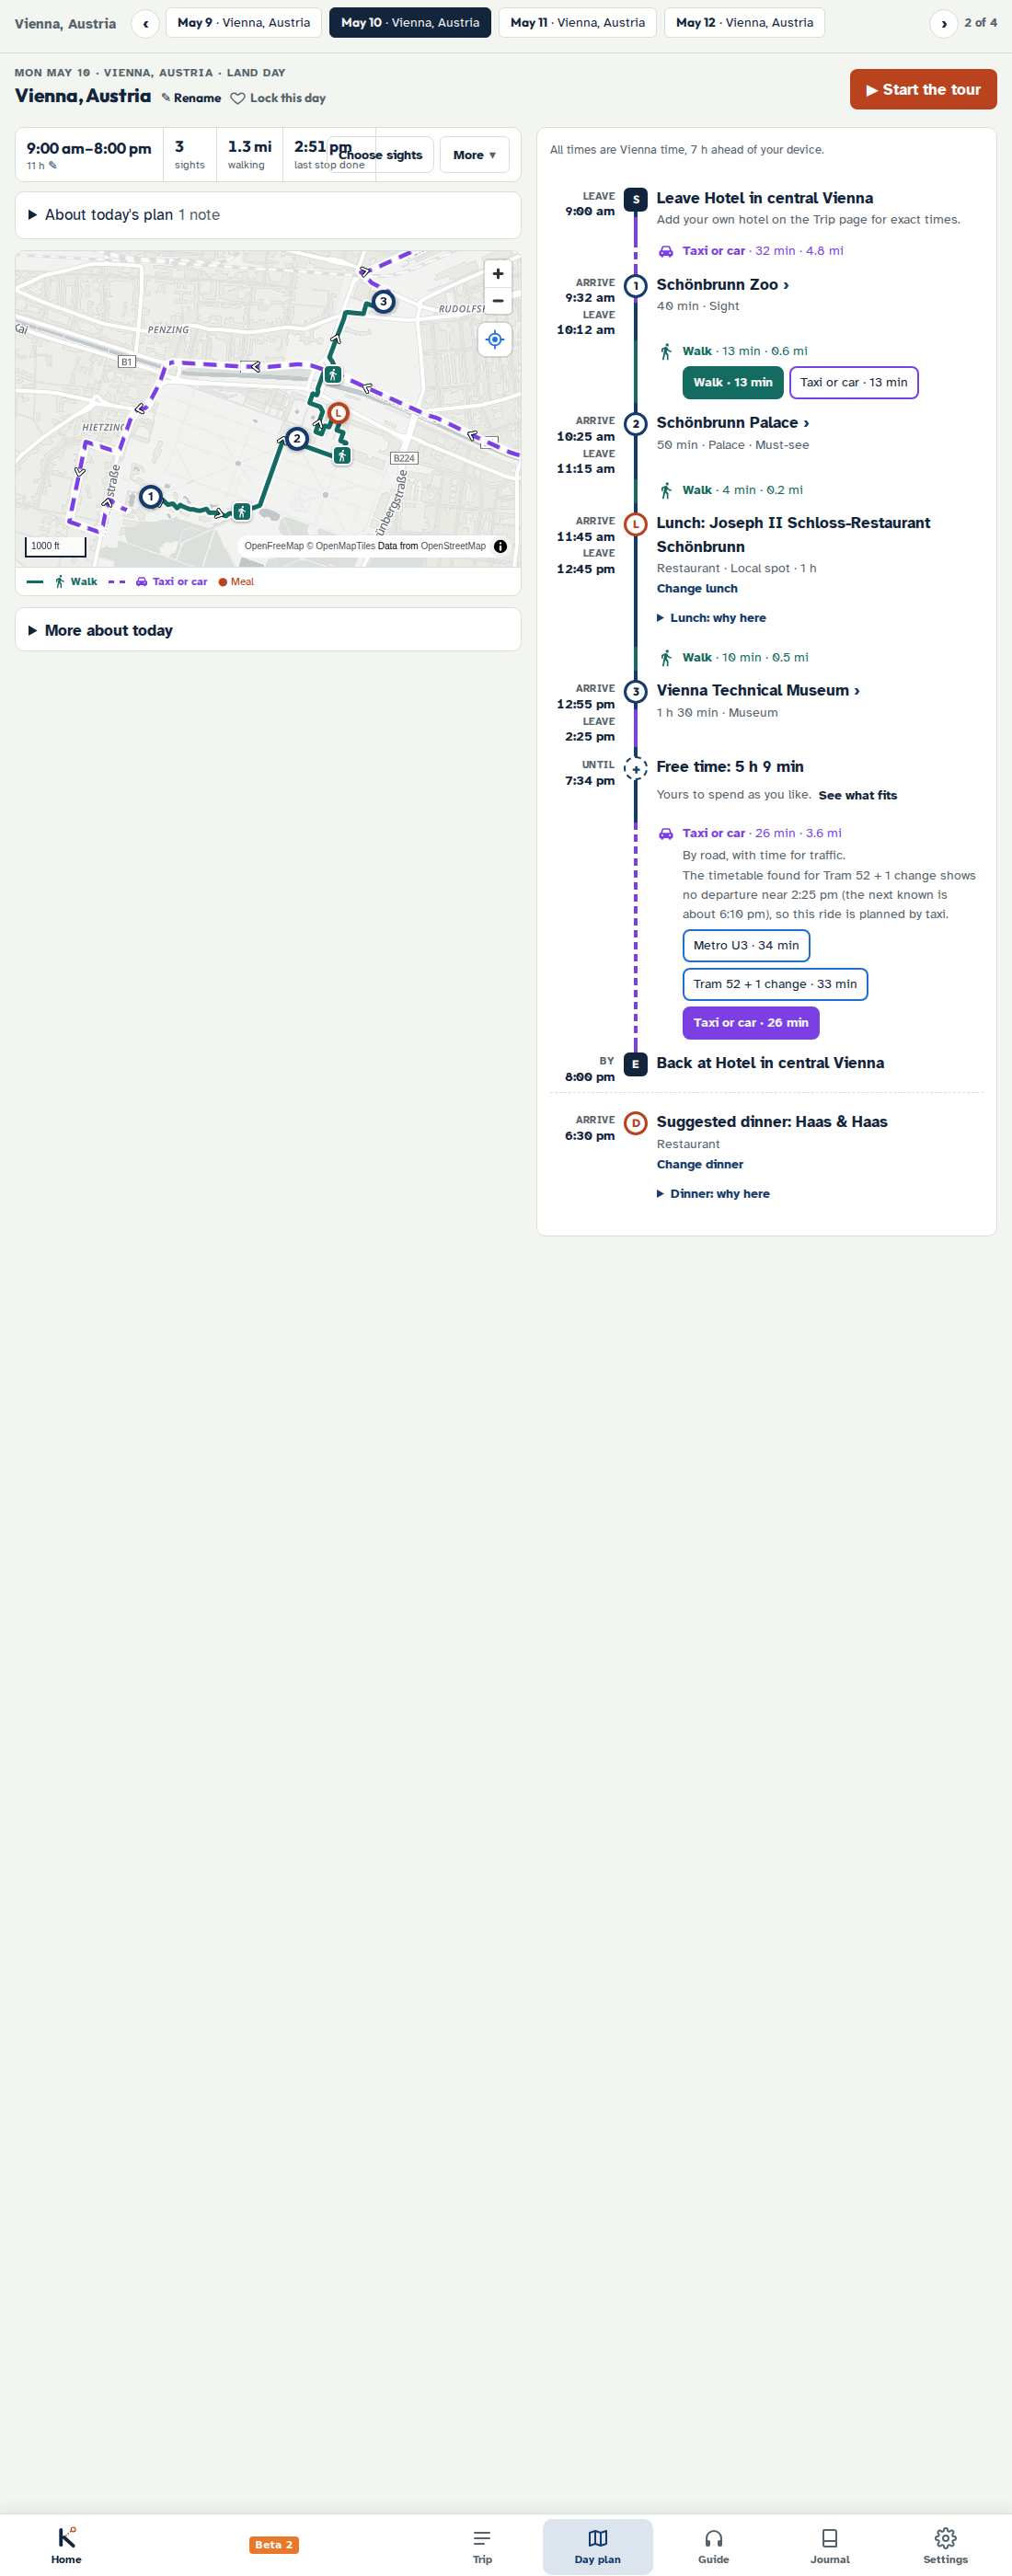 Vienna, Austria
‹
May 9 · Vienna, Austria
May 10 · Vienna, Austria
May 11 · Vienna, Austria
May 12 · Vienna, Austria
›
2 of 4
MON MAY 10 · VIENNA, AUSTRIA · LAND DAY
Vienna, Austria
✎ Rename
Lock this day
▶ Start the tour
9:00 am–8:00 pm
11 h ✎
3
sights
1.3 mi
walking
2:51 pm
last stop done
Choose sights
More ▼
▶ About today's plan 1 note
PENZING
RUDOLFS
B1
HIETZING
B224
straße
ünbergstraße
1
2
3
L
+
−
1000 ft
OpenFreeMap © OpenMapTiles Data from OpenStreetMap
Walk
Taxi or car
Meal
▶ More about today
All times are Vienna time, 7 h ahead of your device.
LEAVE
9:00 am
S
Leave Hotel in central Vienna
Add your own hotel on the Trip page for exact times.
Taxi or car · 32 min · 4.8 mi
ARRIVE
9:32 am
LEAVE
10:12 am
1
Schönbrunn Zoo ›
40 min · Sight
Walk · 13 min · 0.6 mi
Walk · 13 min
Taxi or car · 13 min
ARRIVE
10:25 am
LEAVE
11:15 am
2
Schönbrunn Palace ›
50 min · Palace · Must-see
Walk · 4 min · 0.2 mi
ARRIVE
11:45 am
LEAVE
12:45 pm
L
Lunch: Joseph II Schloss-Restaurant
Schönbrunn
Restaurant · Local spot · 1 h
Change lunch
▶ Lunch: why here
Walk · 10 min · 0.5 mi
ARRIVE
12:55 pm
LEAVE
2:25 pm
3
Vienna Technical Museum ›
1 h 30 min · Museum
UNTIL
7:34 pm
+
Free time: 5 h 9 min
Yours to spend as you like. See what fits
Taxi or car · 26 min · 3.6 mi
By road, with time for traffic.
The timetable found for Tram 52 + 1 change shows
no departure near 2:25 pm (the next known is
about 6:10 pm), so this ride is planned by taxi.
Metro U3 · 34 min
Tram 52 + 1 change · 33 min
Taxi or car · 26 min
BY
8:00 pm
E
Back at Hotel in central Vienna
ARRIVE
6:30 pm
D
Suggested dinner: Haas & Haas
Restaurant
Change dinner
▶ Dinner: why here
Home
Beta 2
Trip
Day plan
Guide
Journal
Settings